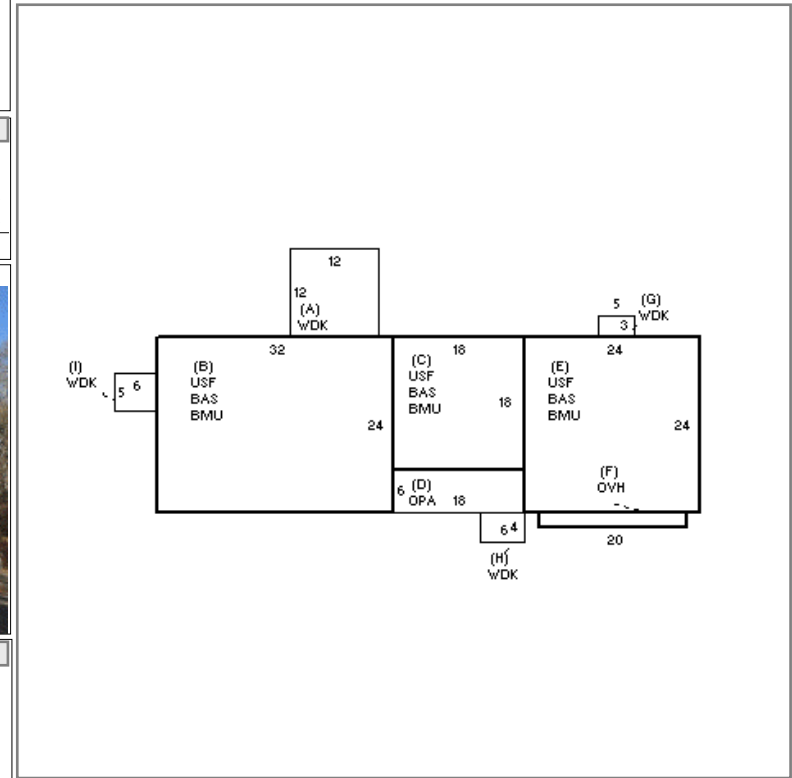 12
12
(A)
WDK
5
(G)
WDK
3
32
18
24
(I)
WDK
5 6
(B)
USF
BAS
BMU
24
(C)
USF
BAS
BMU
18
(E)
USF
BAS
BMU
24
(F)
OVH
6
(D)
OPA 18
6 4
(H)
WDK
20